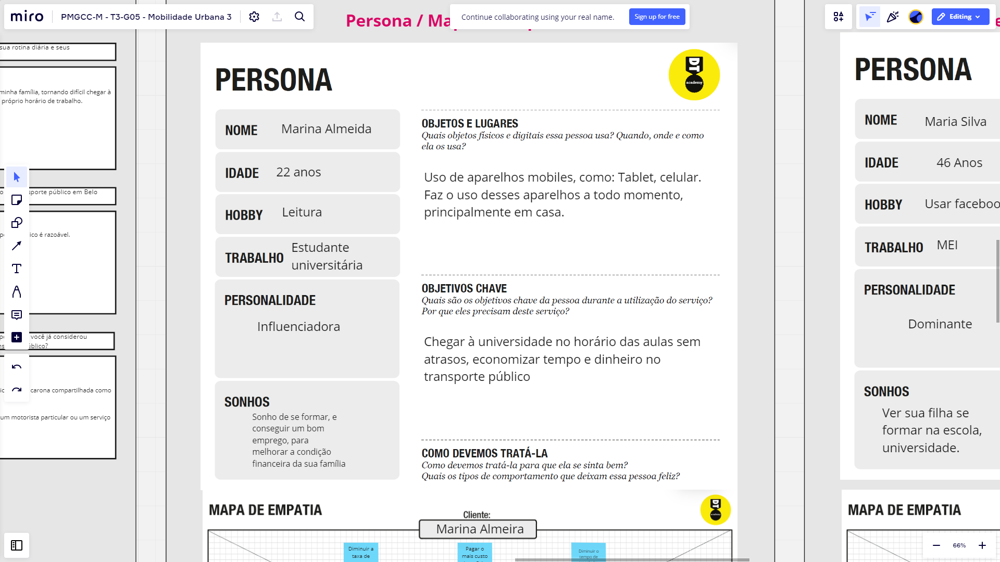 miro
PMGCC-M - T3-G05 - Mobilidade Urbana 3
Persona /
Continue collaborating using your real name.
Sign up for free
Editing
sua rotina diária e seus
minha família, tornando difícil chegar à
próprio horário de trabalho.
sporte público em Belo
ico é razoável.
você já considerou
úblico?
carona compartilhada como
um motorista particular ou um serviço
PERSONA
DT
academy
NOME
Marina Almeida
IDADE
22 anos
HOBBY
Leitura
TRABALHO
Estudante
universitária
PERSONALIDADE
Influenciadora
SONHOS
Sonho de se formar, e
conseguir um bom
emprego, para
melhorar a condição
financeira da sua família
OBJETOS E LUGARES
Quais objetos físicos e digitais essa pessoa usa? Quando, onde e como
ela os usa?
Uso de aparelhos mobiles, como: Tablet, celular.
Faz o uso desses aparelhos a todo momento,
principalmente em casa.
OBJETIVOS CHAVE
Quais são os objetivos chave da pessoa durante a utilização do serviço?
Por que eles precisam deste serviço?
Chegar à universidade no horário das aulas sem
atrasos, economizar tempo e dinheiro no
transporte público
COMO DEVEMOS TRATÁ-LA
Como devemos tratá-la para que ela se sinta bem?
Quais os tipos de comportamento que deixam essa pessoa feliz?
MAPA DE EMPATIA
Cliente:
Marina Almeira
DT
academy
Diminuir a
taxa de
Pagar o
mais custo
Diminuir o
tempo de
PERSONA
NOME
Maria Silva
IDADE
46 Anos
HOBBY
Usar faceboo
TRABALHO
MEI
PERSONALIDADE
Dominante
SONHOS
Ver sua filha se
formar na escola,
universidade.
MAPA DE EMPATIA
66%